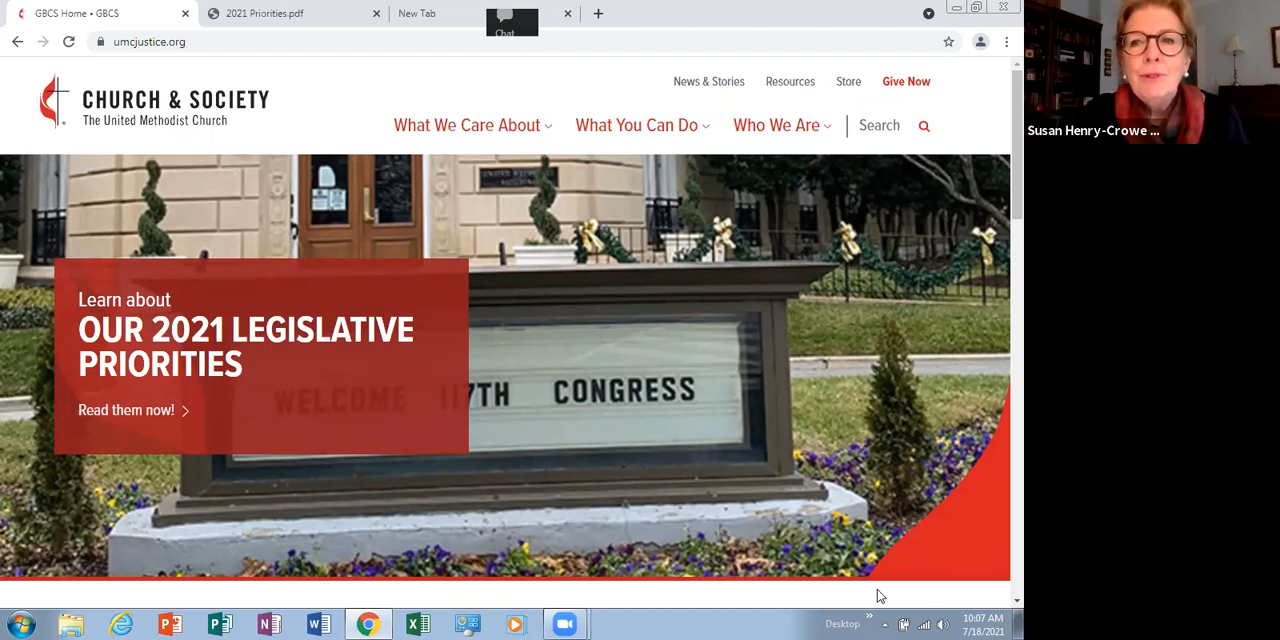 GBCS Home • GBCS
2021 Priorities.pdf
New Tab
Chat
umcjustice.org
News & Stories
Resources
Store
Give Now
CHURCH & SOCIETY
The United Methodist Church
What We Care About
What You Can Do
Who We Are
Search
Susan Henry-Crowe ...
Learn about
OUR 2021 LEGISLATIVE
PRIORITIES
Read them now!
WELCOME 117TH CONGRESS
Desktop
10:07 AM
7/18/2021